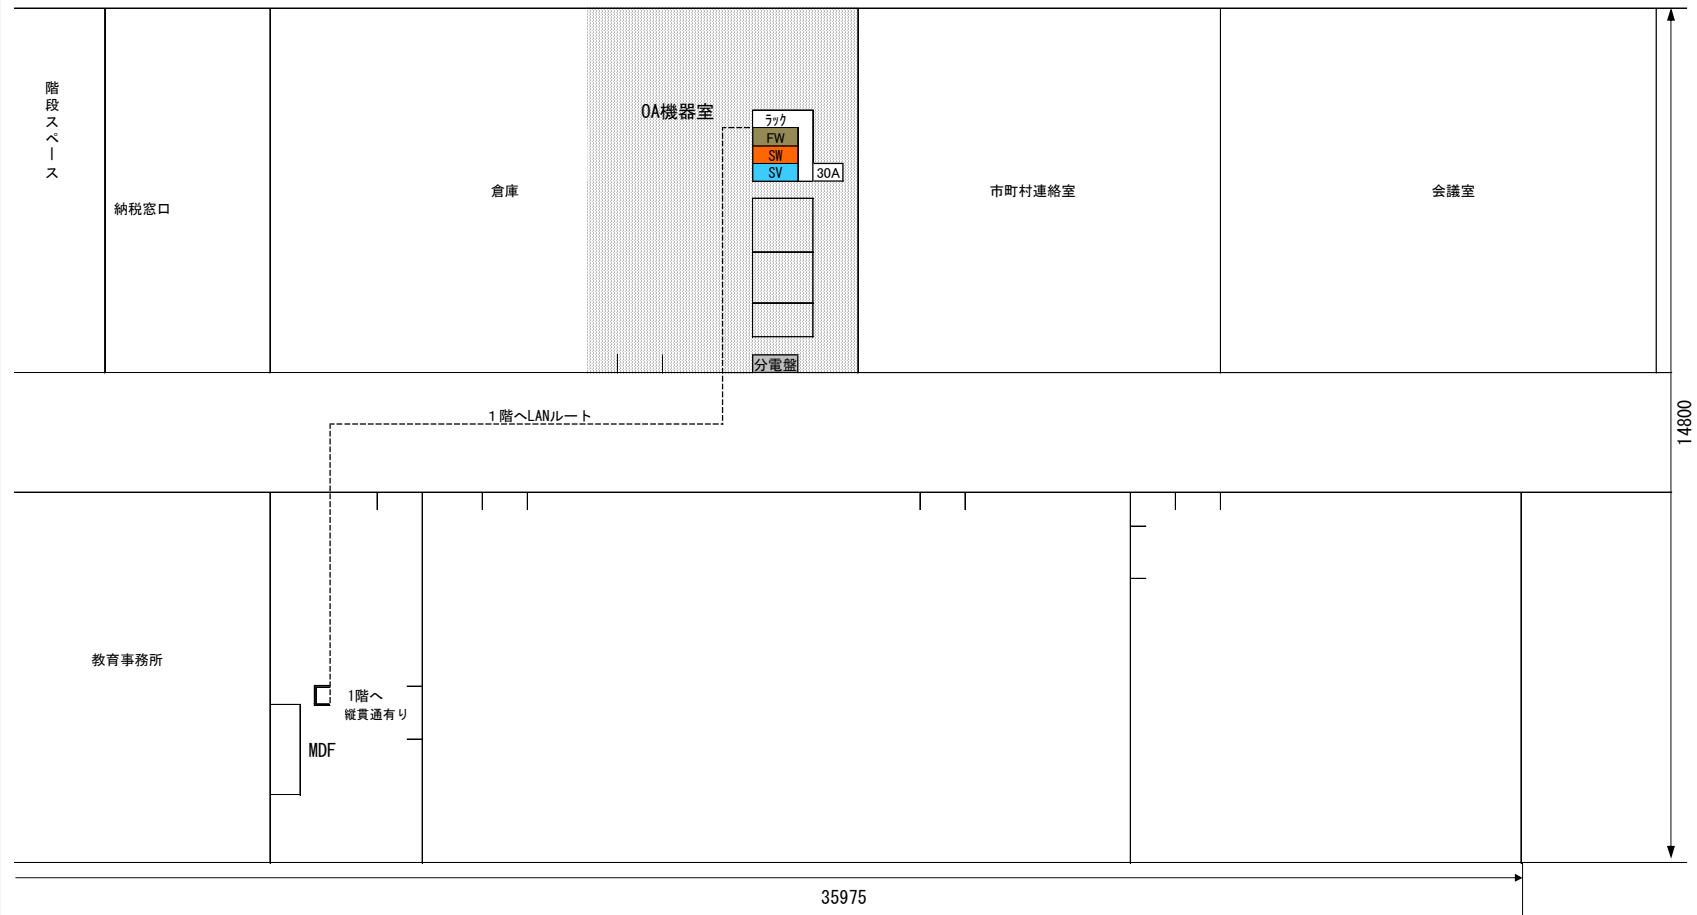 階段スペース
納税窓口
倉庫
OA機器室
ラック
FW
SW
SV
30A
分電盤
市町村連絡室
会議室
14800
１階へLANルート
教育事務所
1階へ
縦貫通有り
MDF
35975